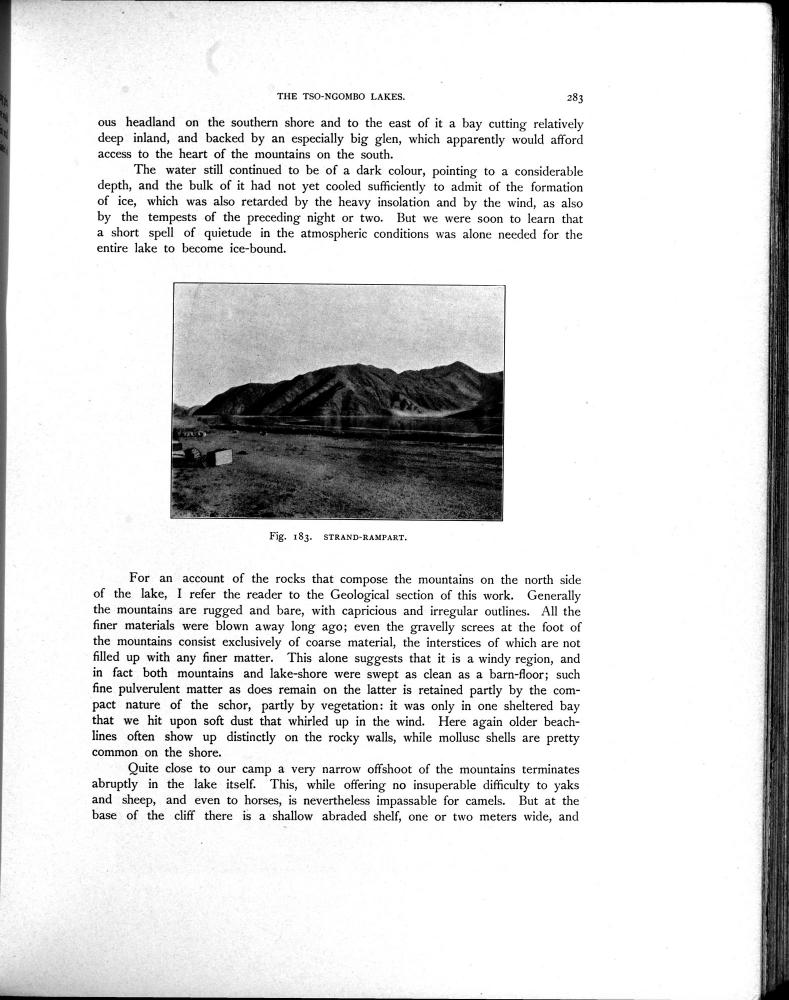 THE TSO-NGOMBO LAKES. 283
ous headland on the southern shore and to the east of it a bay cutting relatively
deep inland, and backed by an especially big glen, which apparently would afford
access to the heart of the mountains on the south.
The water still continued to be of a dark colour, pointing to a considerable
depth, and the bulk of it had not yet cooled sufficiently to admit of the formation
of ice, which was also retarded by the heavy insolation and by the wind, as also
by the tempests of the preceding night or two. But we were soon to learn that
a short spell of quietude in the atmospheric conditions was alone needed for the
entire lake to become ice-bound.
Fig. 183. STRAND-RAMPART.
For an account of the rocks that compose the mountains on the north side
of the lake, I refer the reader to the Geological section of this work. Generally
the mountains are rugged and bare, with capricious and irregular outlines. All the
finer materials were blown away long ago; even the gravelly screes at the foot of
the mountains consist exclusively of coarse material, the interstices of which are not
filled up with any finer matter. This alone suggests that it is a windy region, and
in fact both mountains and lake-shore were swept as clean as a barn-floor; such
fine pulverulent matter as does remain on the latter is retained partly by the com-
pact nature of the schor, partly by vegetation: it was only in one sheltered bay
that we hit upon soft dust that whirled up in the wind. Here again older beach-
lines often show up distinctly on the rocky walls, while mollusc shells are pretty
common on the shore.
Quite close to our camp a very narrow offshoot of the mountains terminates
abruptly in the lake itself. This, while offering no insuperable difficulty to yaks
and sheep, and even to horses, is nevertheless impassable for camels. But at the
base of the cliff there is a shallow abraded shelf, one or two meters wide, and